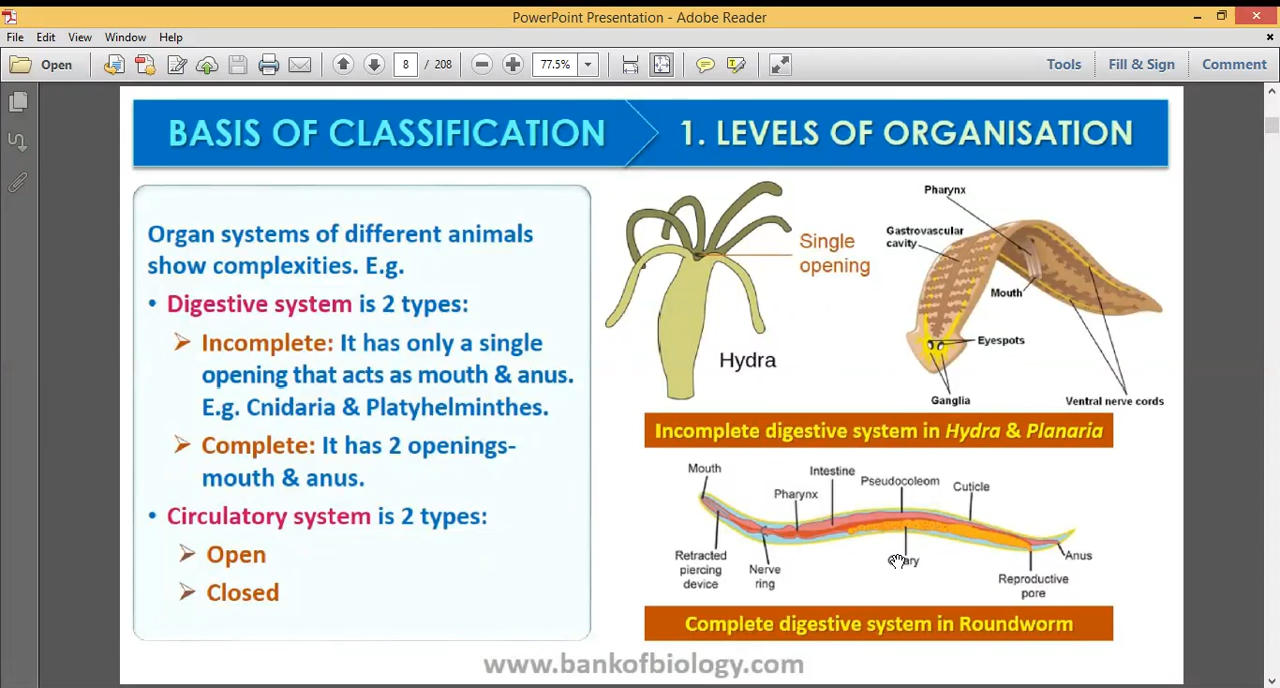 PowerPoint Presentation - Adobe Reader
File Edit View Window Help
Open 8 / 208 77.5% Tools Fill & Sign Comment
BASIS OF CLASSIFICATION
1. LEVELS OF ORGANISATION
Organ systems of different animals
show complexities. E.g.
• Digestive system is 2 types:
➢ Incomplete: It has only a single
opening that acts as mouth & anus.
E.g. Cnidaria & Platyhelminthes.
➢ Complete: It has 2 openings-
mouth & anus.
• Circulatory system is 2 types:
➢ Open
➢ Closed
Single
opening
Hydra
Pharynx
Gastrovascular
cavity
Mouth
Eyespots
Ganglia
Ventral nerve cords
Incomplete digestive system in Hydra & Planaria
Mouth
Pharynx
Intestine
Pseudocoleom
Cuticle
Retracted
piercing
device
Nerve
ring
Anus
Reproductive
pore
Complete digestive system in Roundworm
www.bankofbiology.com